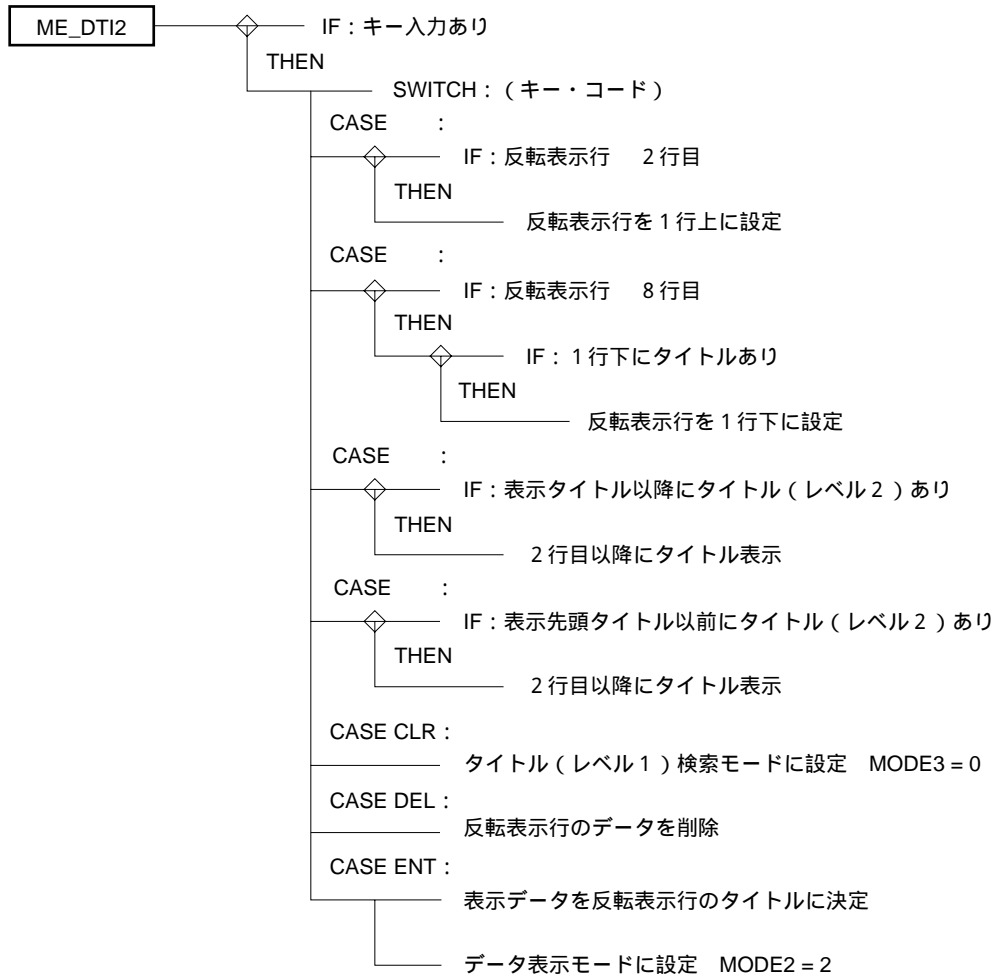 ME_DTI2
IF：キー入力あり
THEN
SWITCH：（キー・コード）
CASE　　：
IF：反転表示行　２行目
THEN
反転表示行を１行上に設定
CASE　　：
IF：反転表示行　８行目
THEN
IF：１行下にタイトルあり
THEN
反転表示行を１行下に設定
CASE　　：
IF：表示タイトル以降にタイトル（レベル２）あり
THEN
２行目以降にタイトル表示
CASE　　：
IF：表示先頭タイトル以前にタイトル（レベル２）あり
THEN
２行目以降にタイトル表示
CASE CLR：
タイトル（レベル１）検索モードに設定　MODE3 = 0
CASE DEL：
反転表示行のデータを削除
CASE ENT：
表示データを反転表示行のタイトルに決定
データ表示モードに設定　MODE2 = 2